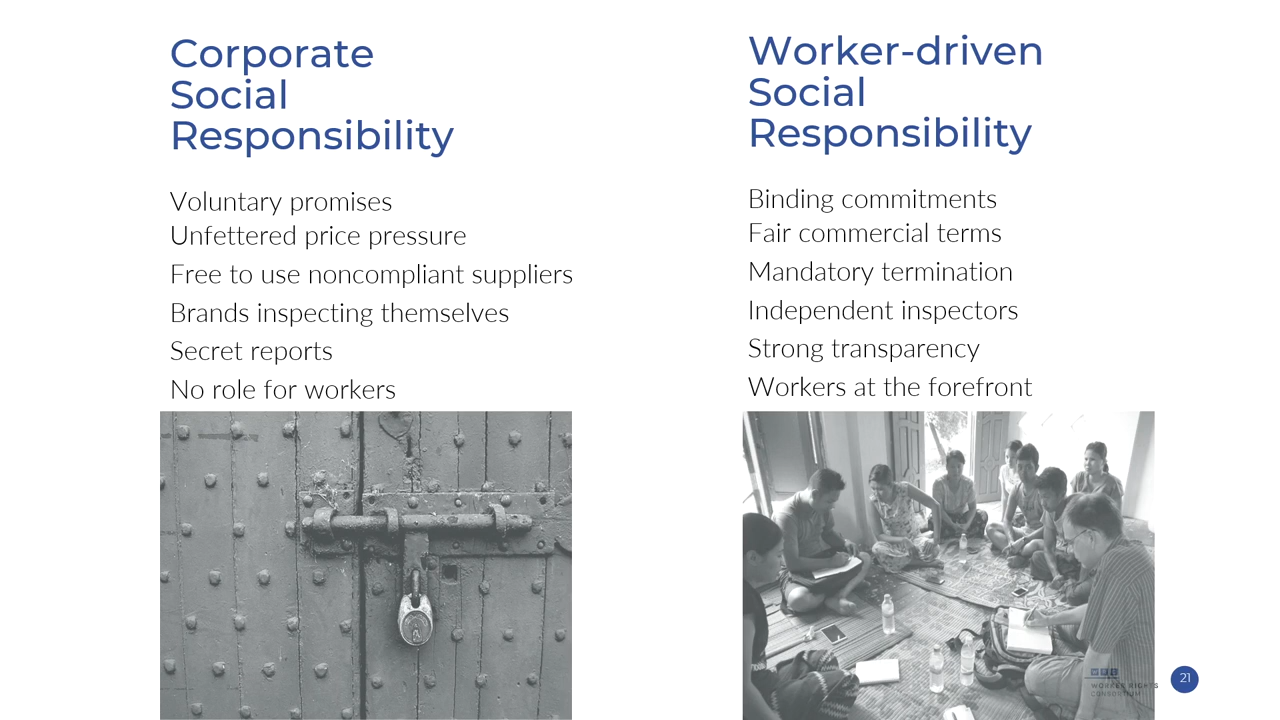 Corporate
Social
Responsibility
Voluntary promises
Unfettered price pressure
Free to use noncompliant suppliers
Brands inspecting themselves
Secret reports
No role for workers
Worker-driven
Social
Responsibility
Binding commitments
Fair commercial terms
Mandatory termination
Independent inspectors
Strong transparency
Workers at the forefront
WRC
WORKER RIGHTS
CONSORTIUM
21